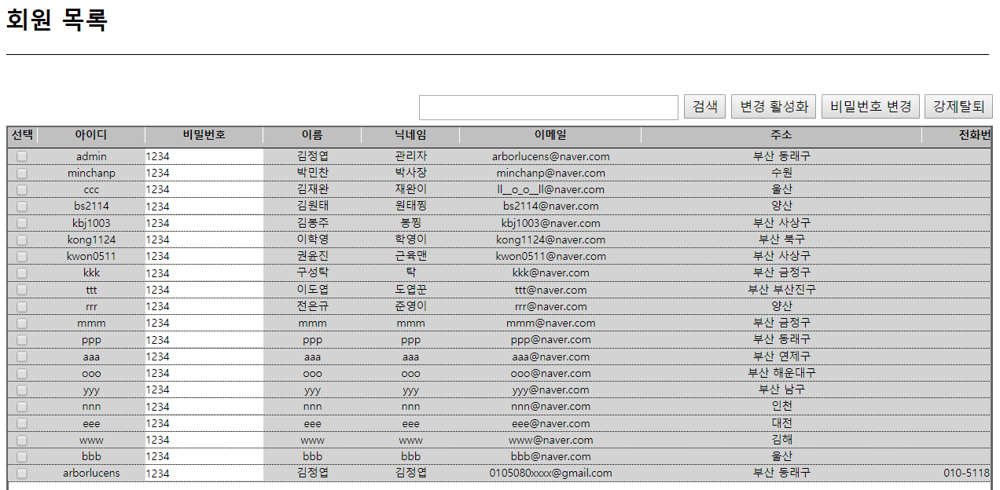 회원 목록
검색 변경 활성화 비밀번호 변경 강제탈퇴
선택 아이디 비밀번호 이름 닉네임 이메일 주소 전화번
admin 1234 김정엽 관리자 arborlucens@naver.com 부산 동래구
minchanp 1234 박민찬 박사장 minchanp@naver.com 수원
ccc 1234 김재완 재완이 ll__o_o__ll@naver.com 울산
bs2114 1234 김원태 원태찡 bs2114@naver.com 양산
kbj1003 1234 김봉주 봉찡 kbj1003@naver.com 부산 사상구
kong1124 1234 이학영 학영이 kong1124@naver.com 부산 북구
kwon0511 1234 권윤진 근육맨 kwon0511@naver.com 부산 사상구
kkk 1234 구성탁 탁 kkk@naver.com 부산 금정구
ttt 1234 이도엽 도엽꾼 ttt@naver.com 부산 부산진구
rrr 1234 전은규 준영이 rrr@naver.com 양산
mmm 1234 mmm mmm mmm@naver.com 부산 금정구
ppp 1234 ppp ppp ppp@naver.com 부산 동래구
aaa 1234 aaa aaa aaa@naver.com 부산 연제구
ooo 1234 ooo ooo ooo@naver.com 부산 해운대구
yyy 1234 yyy yyy yyy@naver.com 부산 남구
nnn 1234 nnn nnn nnn@naver.com 인천
eee 1234 eee eee eee@naver.com 대전
www 1234 www www www@naver.com 김해
bbb 1234 bbb bbb bbb@naver.com 울산
arborlucens 1234 김정엽 김정엽 0105080xxxx@gmail.com 부산 동래구 010-5118